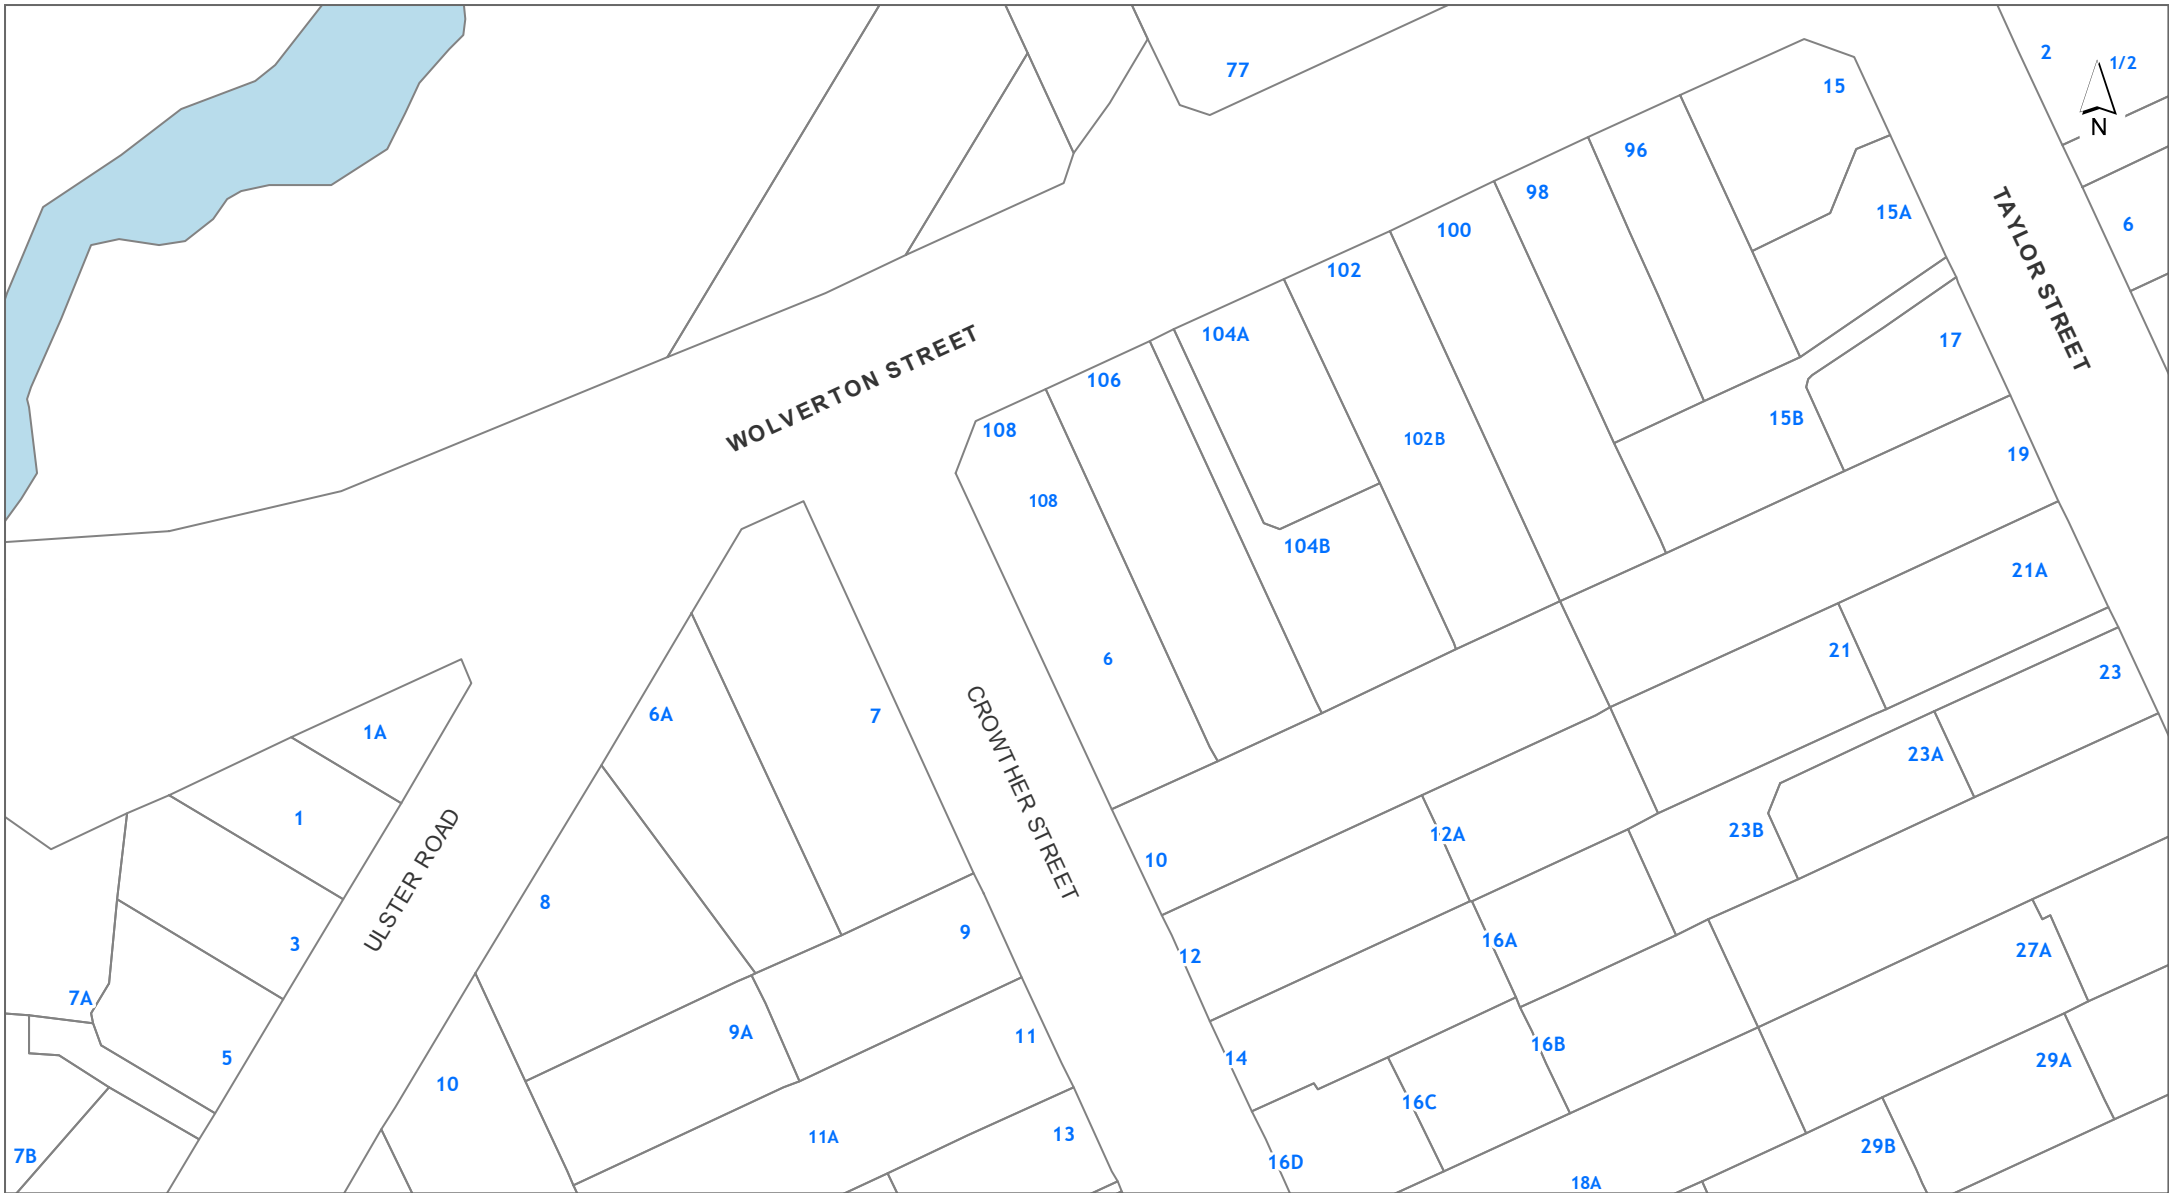 77
2
1/2
N
15
96
98
15A
6
100
102
TAYLOR STREET
104A
17
WOLVERTON STREET
106
15B
108
102B
19
108
104B
21A
21
6
23
6A
7
1A
23A
CROWTHER STREET
1
12A
23B
10
ULSTER ROAD
8
9
16A
3
12
27A
7A
9A
11
16B
5
14
29A
10
16C
11A
13
29B
7B
16D
18A